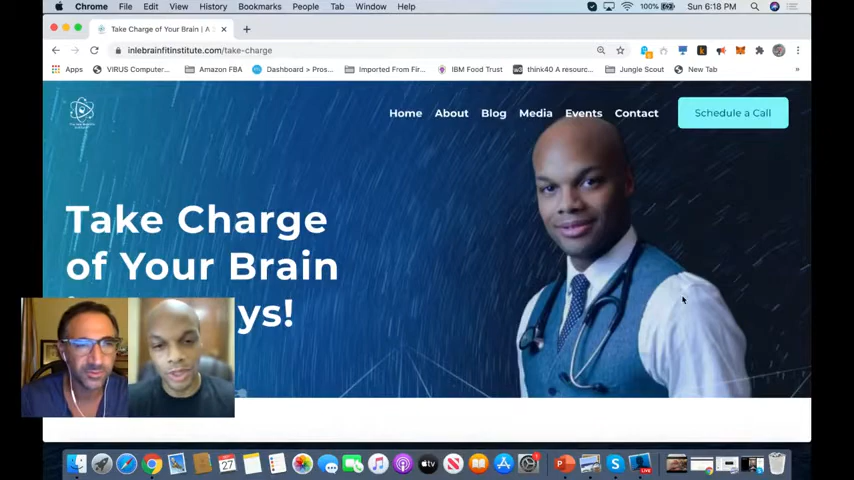 Chrome File Edit View History Bookmarks People Tab Window Help 100% Sun 6:18 PM
Take Charge of Your Brain | A
inlebrainfitinstitute.com/take-charge
Apps VIRUS Computer... Amazon FBA Dashboard > Pros... Imported From Fir... IBM Food Trust think40 A resourc... Jungle Scout New Tab
Home About Blog Media Events Contact Schedule a Call
Take Charge
of Your Brain
ys!
27
tv